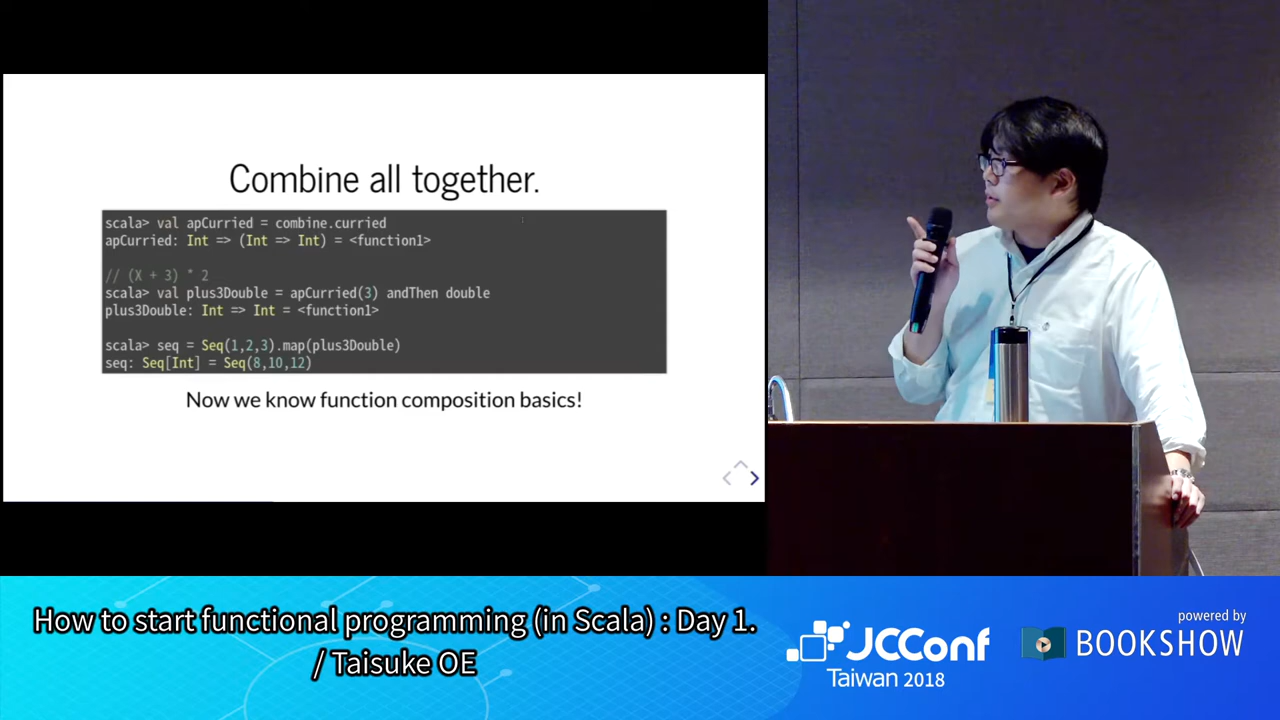 Combine all together.
scala> val apCurried = combine.curried
apCurried: Int => (Int => Int) = <function1>
// (X + 3) * 2
scala> val plus3Double = apCurried(3) andThen double
plus3Double: Int => Int = <function1>
scala> seq = Seq(1,2,3).map(plus3Double)
seq: Seq[Int] = Seq(8,10,12)
Now we know function composition basics!
How to start functional programming (in Scala) : Day 1.
/ Taisuke OE
JCConf
Taiwan 2018
powered by
BOOKSHOW